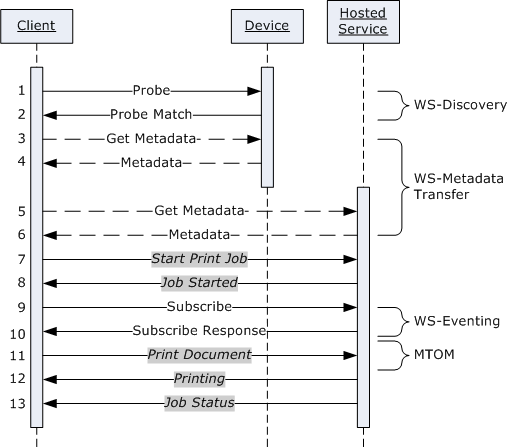 Client
Device
Hosted
Service
1 Probe
WS-Discovery
2 Probe Match
3 Get Metadata
4 Metadata
WS-Metadata
Transfer
5 Get Metadata
6 Metadata
7 Start Print Job
8 Job Started
9 Subscribe
WS-Eventing
10 Subscribe Response
11 Print Document
MTOM
12 Printing
13 Job Status